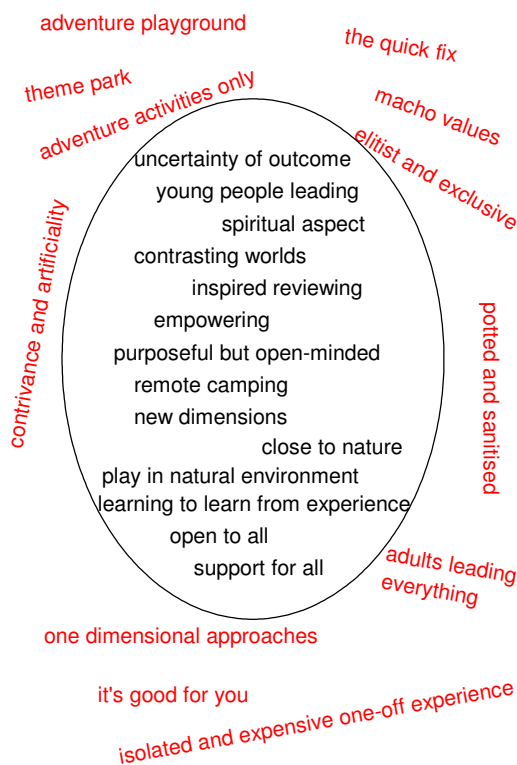 adventure playground
the quick fix
theme park
macho values
adventure activities only
elitist and exclusive
uncertainty of outcome
young people leading
spiritual aspect
contrasting worlds
inspired reviewing
empowering
purposeful but open-minded
remote camping
new dimensions
close to nature
play in natural environment
learning to learn from experience
open to all
support for all
contrivance and artificiality
potted and sanitised
adults leading
everything
one dimensional approaches
it's good for you
isolated and expensive one-off experience